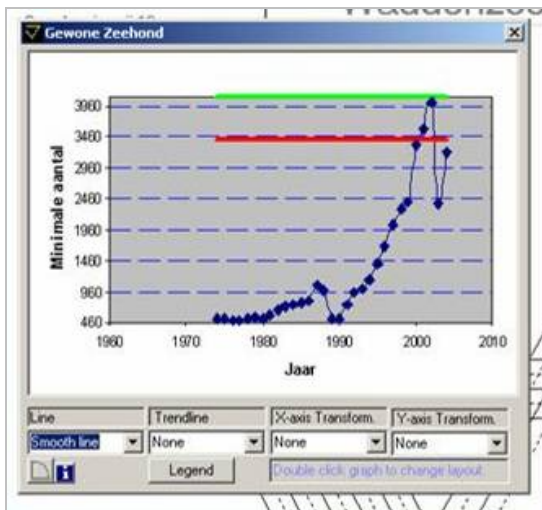 Waddenzee
Gewone Zeehond
3960
3460
2960
2460
1960
1460
960
460
Minimale aantal
1960 1970 1980 1990 2000 2010
Jaar
Line Trendline X-axis Transform. Y-axis Transform.
Smooth line None None None
Legend Double click graph to change layout.